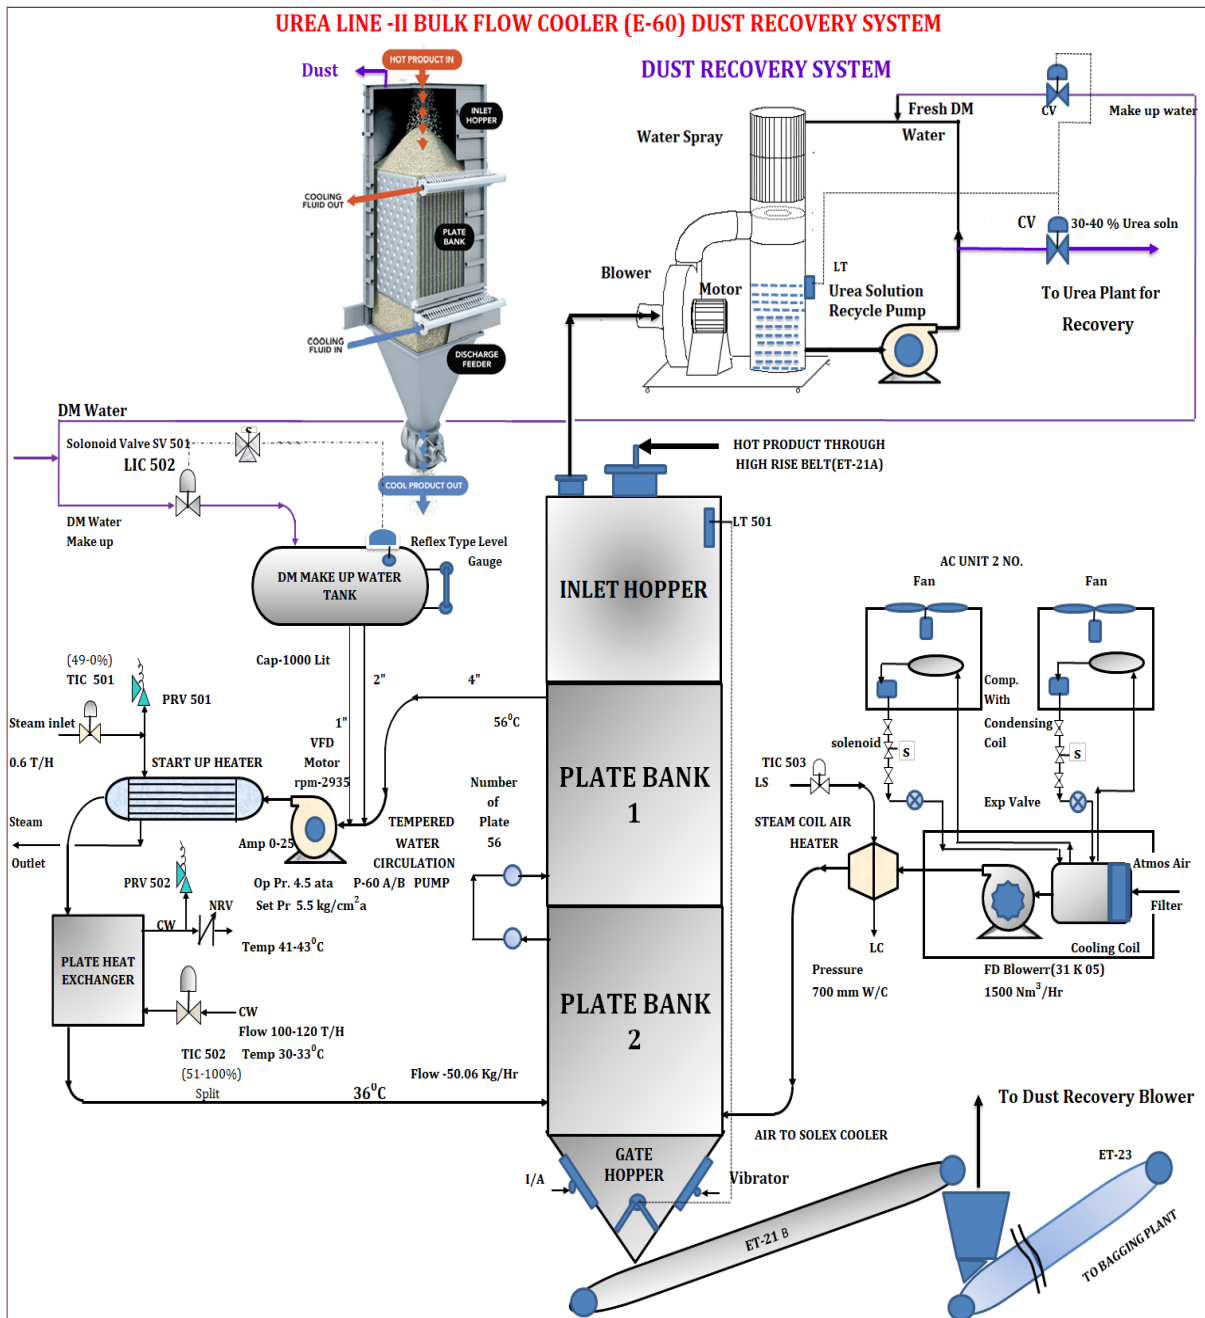 UREA LINE -II BULK FLOW COOLER (E-60) DUST RECOVERY SYSTEM
HOT PRODUCT IN
Dust
INLET
HOPPER
COOLING
FLUID OUT
PLATE
BANK
COOLING
FLUID IN
DISCHARGE
FEEDER
COOL PRODUCT OUT
DUST RECOVERY SYSTEM
Fresh DM
Water
CV
Make up water
Water Spray
CV
30-40 % Urea soln
LT
Blower
Motor
Urea Solution
Recycle Pump
To Urea Plant for
Recovery
DM Water
Solonoid Valve SV 501
S
LIC 502
DM Water
Make up
Reflex Type Level
Gauge
DM MAKE UP WATER
TANK
Cap-1000 Lit
HOT PRODUCT THROUGH
HIGH RISE BELT(ET-21A)
LT 501
INLET HOPPER
AC UNIT 2 NO.
Fan
Fan
(49-0%)
TIC 501
PRV 501
Steam inlet
0.6 T/H
2"
4"
1"
56⁰C
VFD
Motor
rpm-2935
START UP HEATER
Steam
Outlet
Amp 0-25
TEMPERED
WATER
CIRCULATION
P-60 A/B PUMP
Number
of
Plate
56
PLATE BANK
1
Comp.
With
Condensing
Coil
solenoid
S
S
TIC 503
LS
Exp Valve
STEAM COIL AIR
HEATER
Atmos Air
Filter
Cooling Coil
LC
Pressure
700 mm W/C
FD Blowerr(31 K 05)
1500 Nm³/Hr
PRV 502
Op Pr. 4.5 ata
Set Pr 5.5 kg/cm²a
CW
NRV
Temp 41-43⁰C
PLATE HEAT
EXCHANGER
CW
Flow 100-120 T/H
TIC 502
Temp 30-33⁰C
(51-100%)
Split
PLATE BANK
2
Flow -50.06 Kg/Hr
36⁰C
AIR TO SOLEX COOLER
GATE
HOPPER
I/A
Vibrator
To Dust Recovery Blower
ET-21 B
ET-23
TO BAGGING PLANT